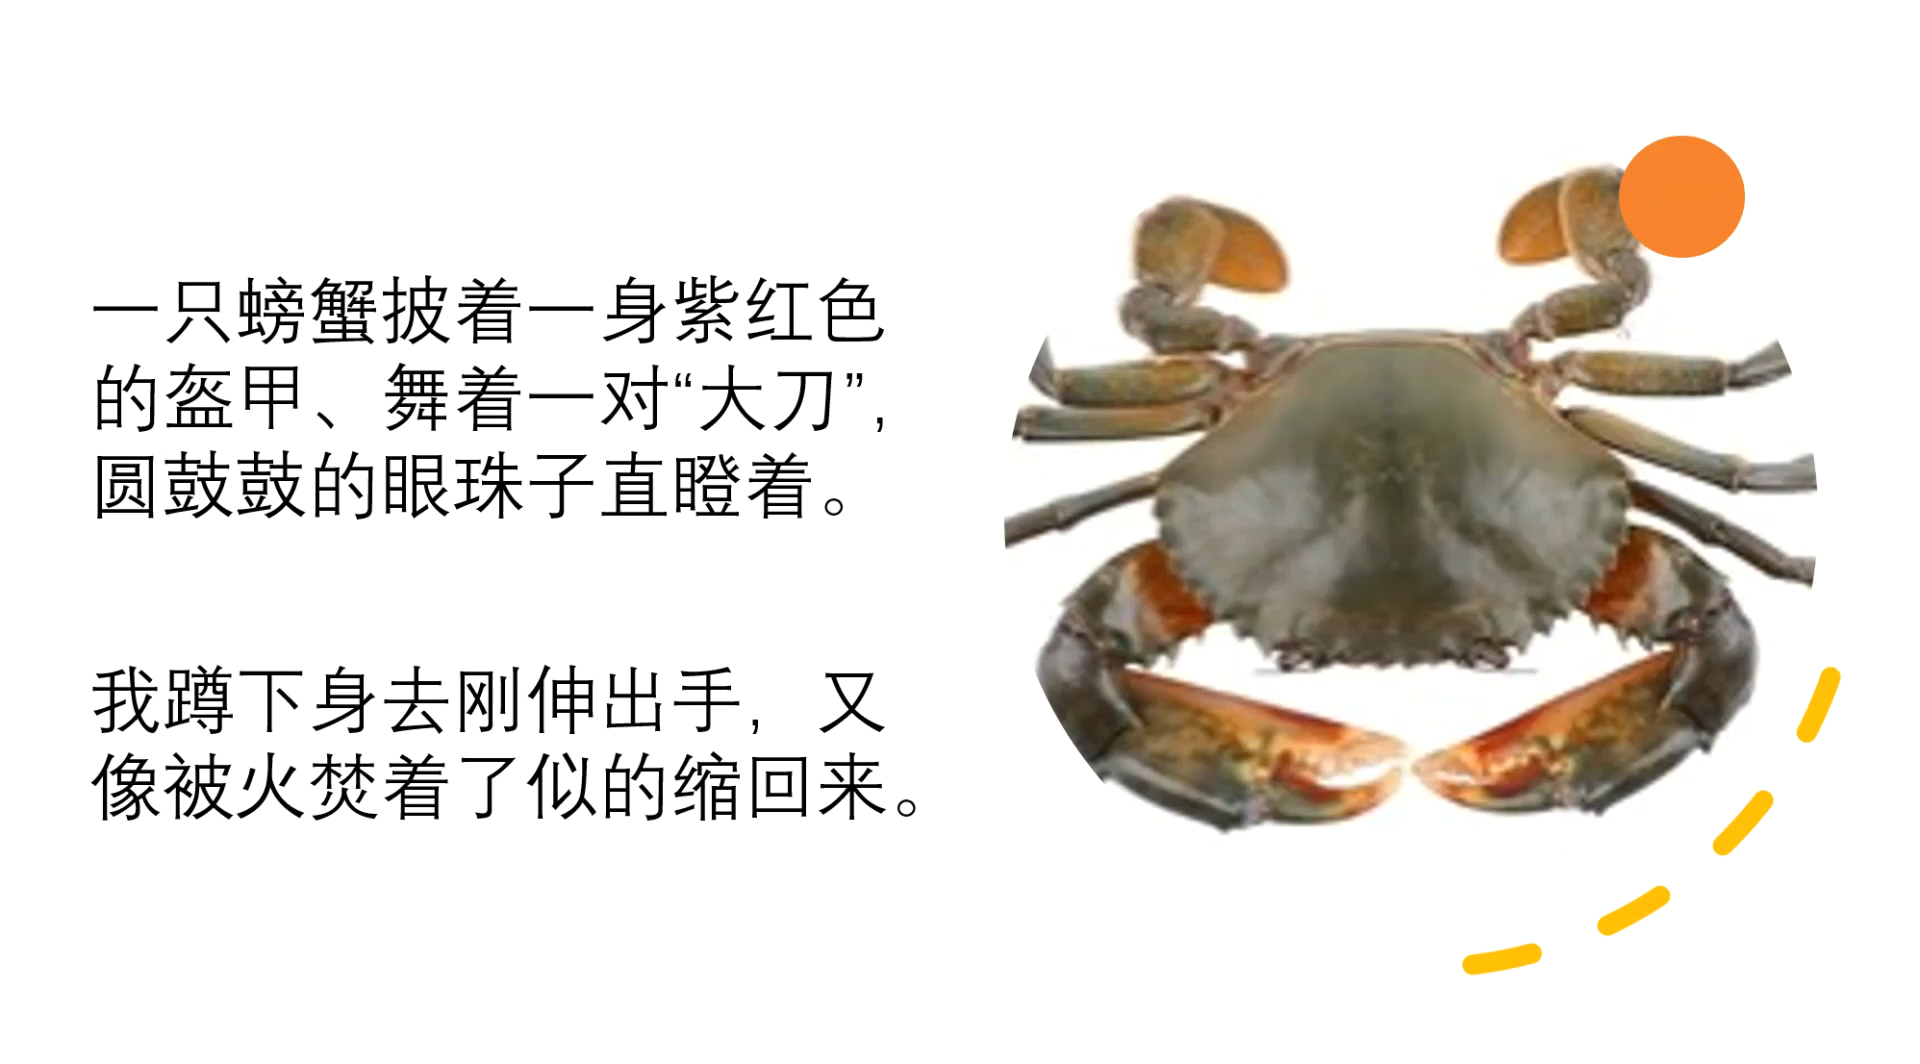 一只螃蟹披着一身紫红色
的盔甲、舞着一对“大刀”,
圆鼓鼓的眼珠子直瞪着。
我蹲下身去刚伸出手, 又
像被火焚着了似的缩回来。